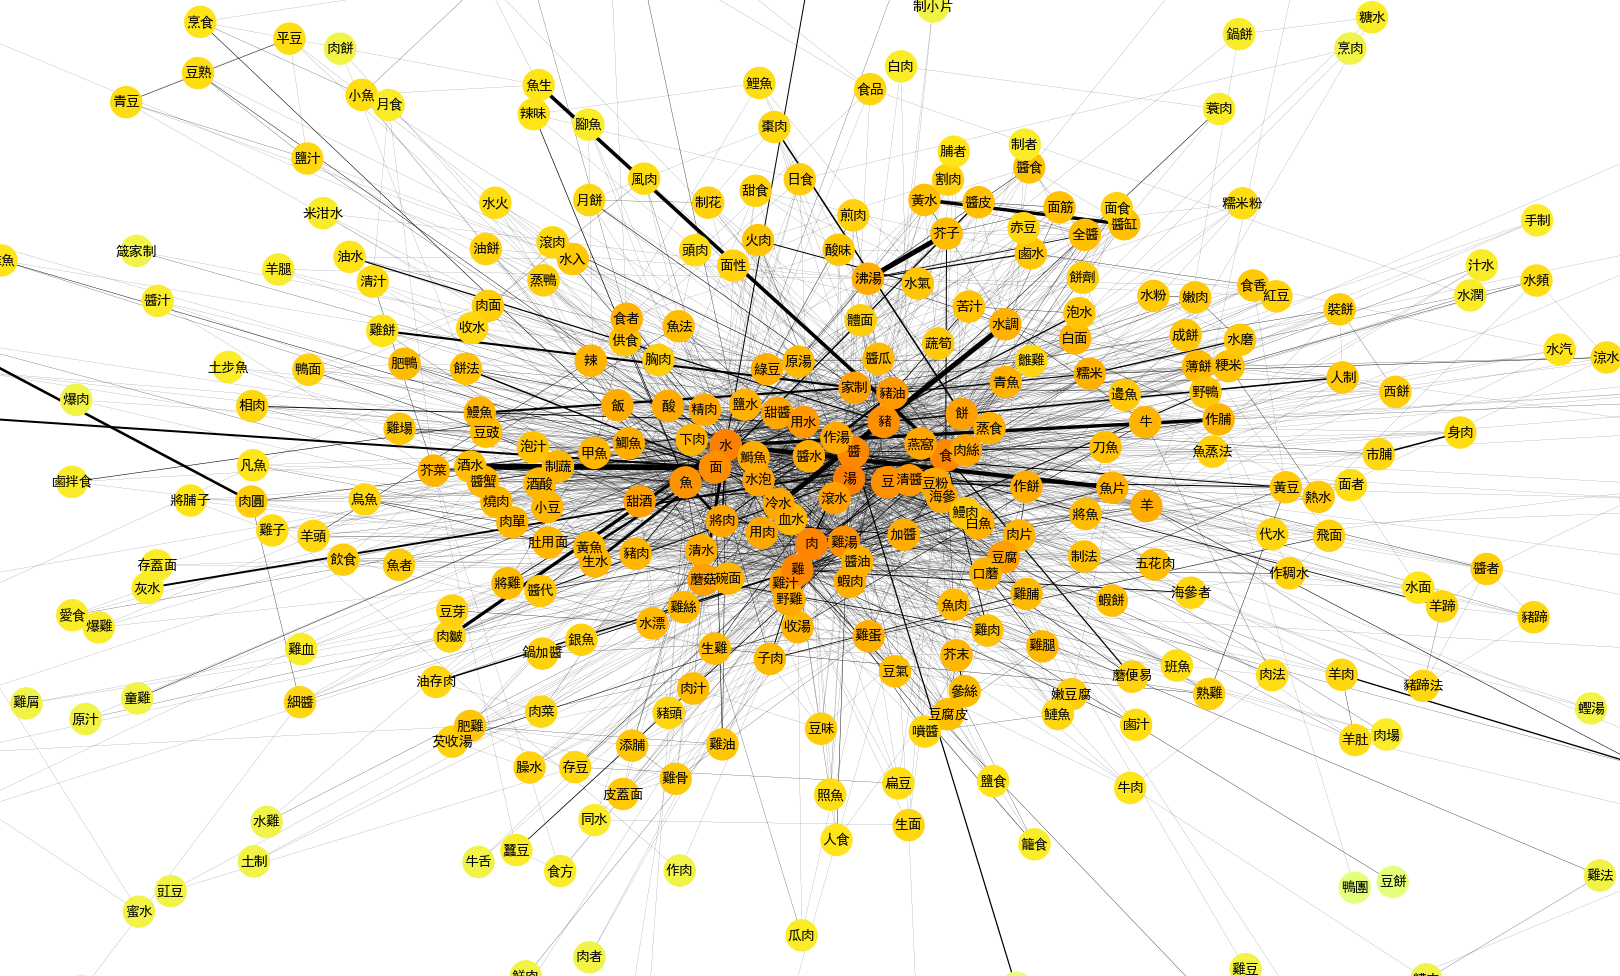 制小片
烹食
糖水
鍋餅
平豆
肉餅
烹肉
白肉
豆熟
魚生
鯉魚
食品
小魚
月食
青豆
辣味
蓑肉
腳魚
棗肉
制者
脯者
鹽汁
醬食
風肉
日食
割肉
甜食
月餅
制花
水火
黃水
醬皮
面筋
面食
糯米粉
米泔水
煎肉
手制
醬缸
赤豆
芥子
全醬
火肉
滾肉
油餅
頭肉
酸味
箴家制
油水
水入
鹵水
面性
汁水
羊腿
清汁
蒸鴨
沸湯
水氣
餅劑
水頻
食香
紅豆
水粉
嫩肉
水潤
醬汁
肉面
苦汁
裝餅
泡水
食者
魚法
體面
水調
收水
雞餅
供食
白面
成餅
水磨
蔬筍
水汽
涼水
土步魚
肥鴨
餅法
鴨面
辣
胸肉
原湯
綠豆
醬瓜
雛雞
薄餅
粳米
糯米
人制
青魚
家制
豬油
邊魚
野鴨
西餅
爆肉
相肉
鰻魚
飯
酸
精肉
鹽水
甜醬
用水
豬
餅
蒸食
牛
作脯
雞場
豆豉
身肉
下肉
水
作湯
燕窩
肉絲
刀魚
魚蒸法
市脯
鯽魚
泡汁
甲魚
面
鯿魚
醬水
醬
食
凡魚
芥菜
酒水
制蔬
鹵拌食
醬蟹
酒酸
魚
水泡
湯
豆
清醬
豆粉
海參
作餅
魚片
黃豆
面者
熱水
將脯子
肉圓
烏魚
燒肉
小豆
甜酒
冷水
滾水
鰻肉
白魚
羊
雞子
羊頭
肉單
將肉
血水
用肉
加醬
肉片
將魚
代水
飛面
肚用面
黃魚
生水
豬肉
清水
肉
雞湯
醬油
豆腐
制法
五花肉
作稠水
存蓋面
飲食
魚者
灰水
將雞
醬代
蘑菇
碗面
雞
雞汁
蝦肉
口蘑
海參者
醬者
水面
愛食
爆雞
豆芽
雞絲
野雞
魚肉
雞脯
蝦餅
羊蹄
豬蹄
肉皴
水漂
收湯
雞蛋
雞肉
雞血
鍋加醬
銀魚
生雞
子肉
芥末
雞腿
豆氣
班魚
磨便易
肉法
羊肉
豬蹄法
油存肉
肉汁
參絲
嫩豆腐
熟雞
雞屑
童雞
細醬
原汁
肉菜
豬頭
豆腐皮
鰱魚
鹵汁
鰹湯
肥雞
芡收湯
添脯
雞油
豆味
噴醬
羊肚
肉場
臊水
存豆
雞骨
扁豆
鹽食
牛肉
皮蓋面
照魚
水雞
同水
生面
人食
籠食
土制
牛舌
蠶豆
食方
作肉
鴨團
豆餅
雞法
豇豆
蜜水
瓜肉
肉者
雞豆